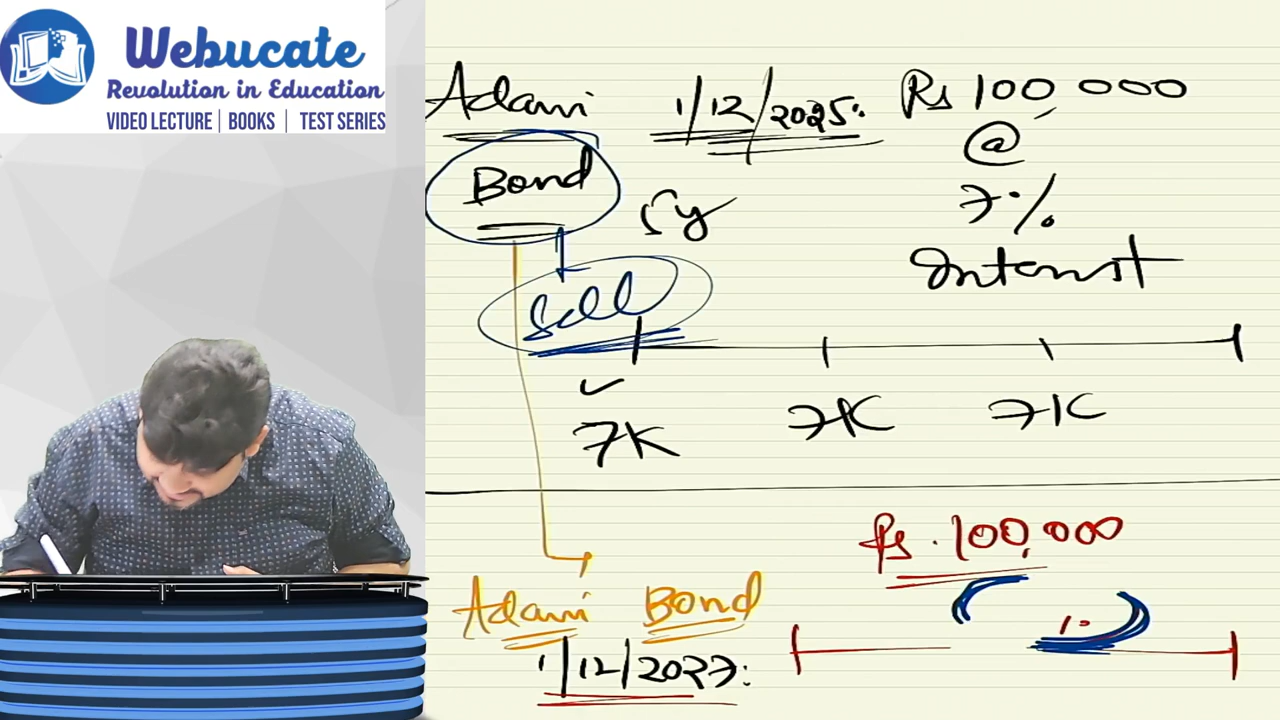 Webucate
Revolution in Education
VIDEO LECTURE | BOOKS | TEST SERIES
Adani 1/12/2025. Rs 100 000
@
Bond
5y 7%
Interest
Sell
7K 7K 7K
Rs. 100,000
Adani Bond
1/12/2027.